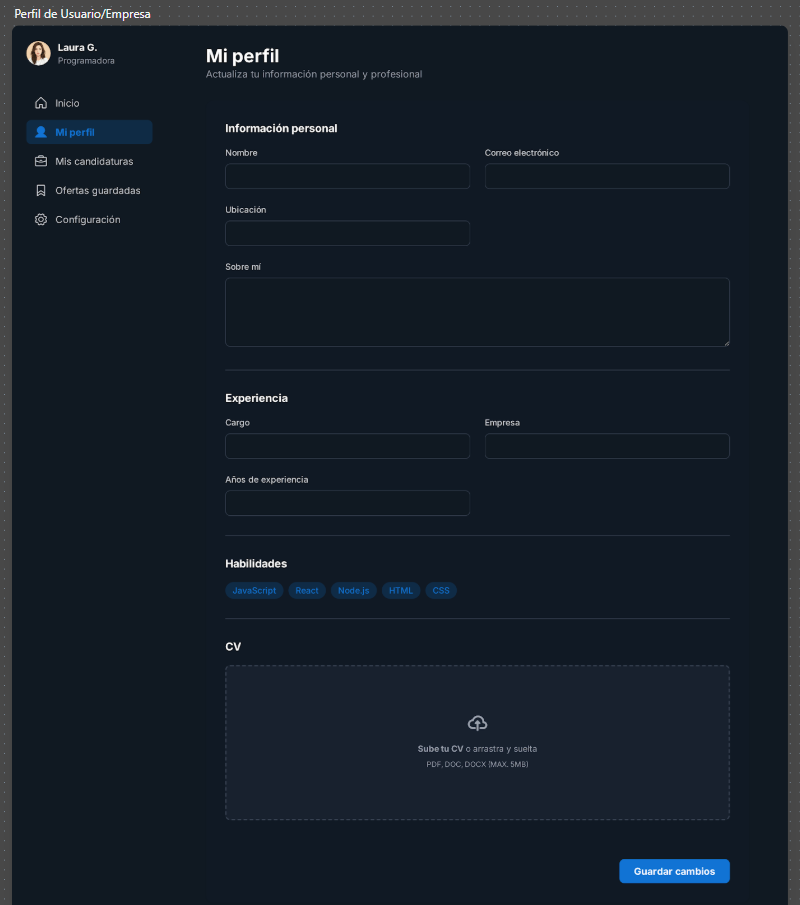 Perfil de Usuario/Empresa
Laura G.
Programadora
Inicio
Mi perfil
Mis candidaturas
Ofertas guardadas
Configuración
Mi perfil
Actualiza tu información personal y profesional
Información personal
Nombre
Correo electrónico
Ubicación
Sobre mí
Experiencia
Cargo
Empresa
Años de experiencia
Habilidades
JavaScript React Node.js HTML CSS
CV
Sube tu CV o arrastra y suelta
PDF, DOC, DOCX (MAX. 5MB)
Guardar cambios